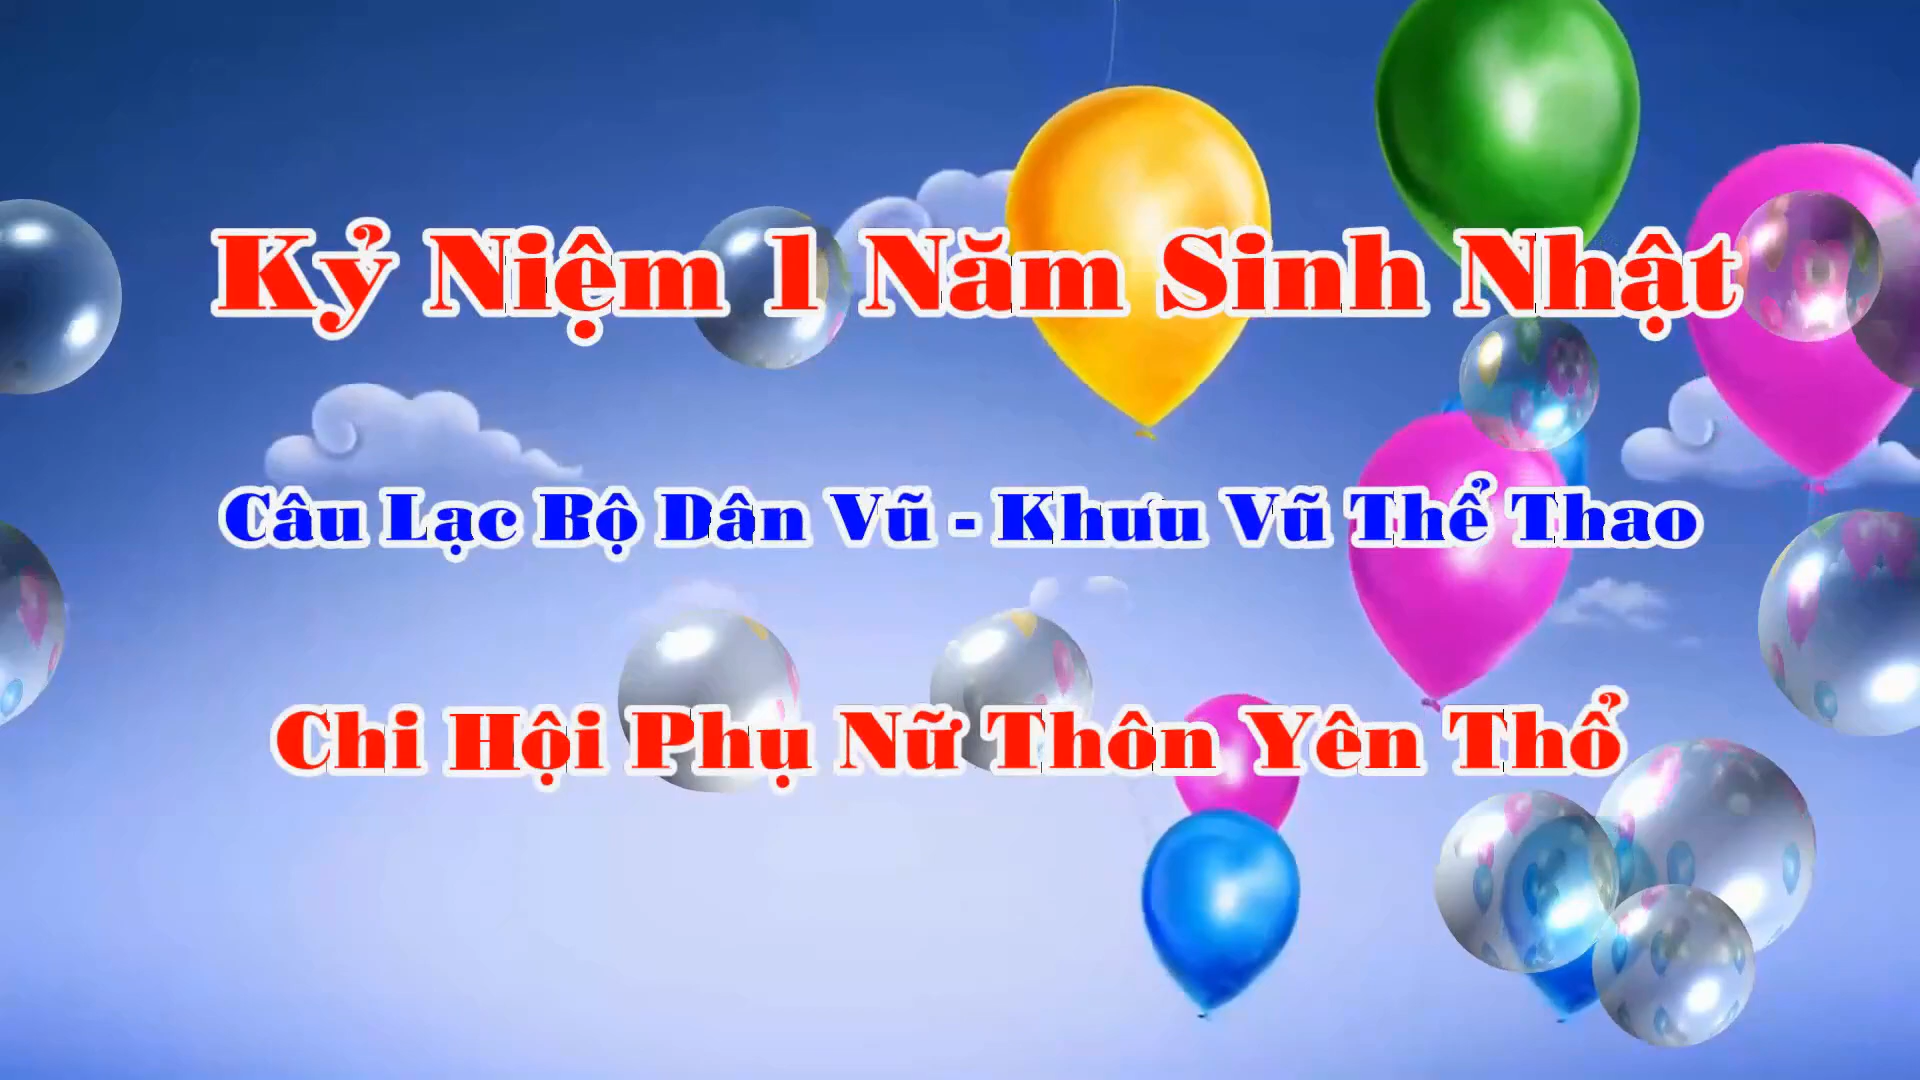 Kỷ Niệm 1 Năm Sinh Nhật
Câu Lạc Bộ Dân Vũ - Khưu Vũ Thể Thao
Chi Hội Phụ Nữ Thôn Yên Thổ